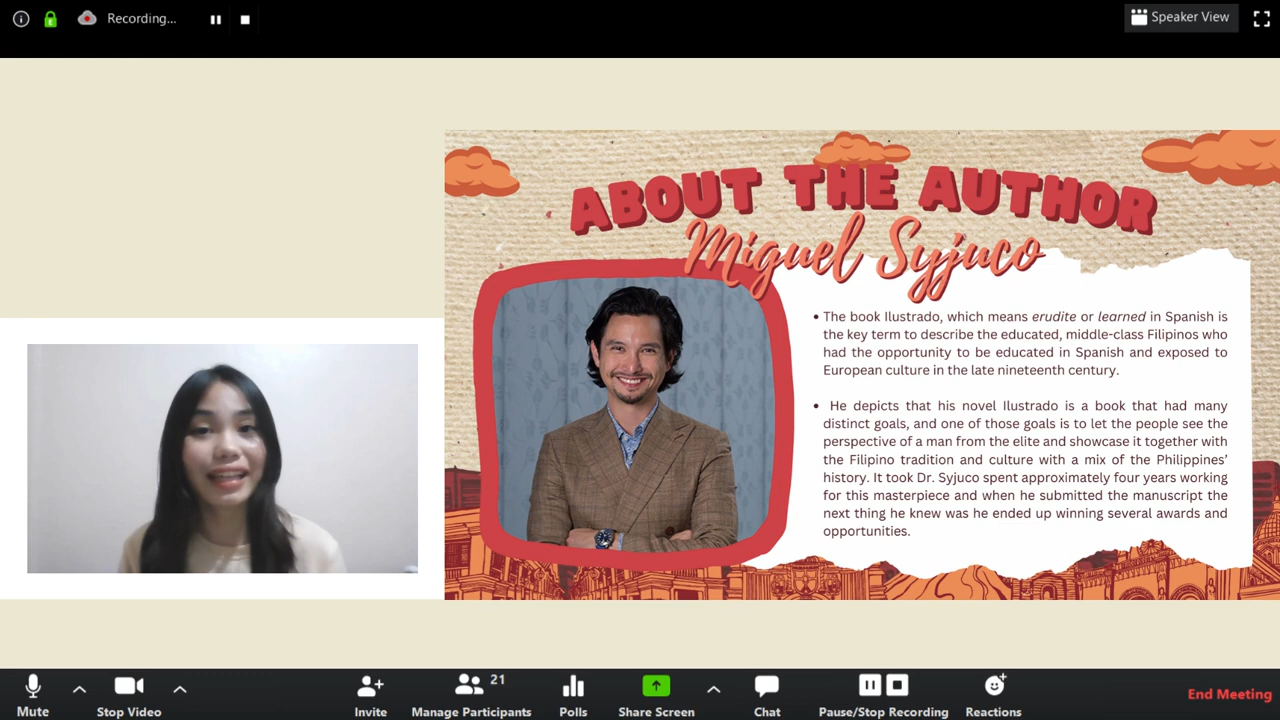 Recording...
Speaker View
ABOUT THE AUTHOR
Miguel Syjuco
• The book Ilustrado, which means erudite or learned in Spanish is
the key term to describe the educated, middle-class Filipinos who
had the opportunity to be educated in Spanish and exposed to
European culture in the late nineteenth century.
• He depicts that his novel Ilustrado is a book that had many
distinct goals, and one of those goals is to let the people see the
perspective of a man from the elite and showcase it together with
the Filipino tradition and culture with a mix of the Philippines’
history. It took Dr. Syjuco spent approximately four years working
for this masterpiece and when he submitted the manuscript the
next thing he knew was he ended up winning several awards and
opportunities.
21
Mute
Stop Video
Invite
Manage Participants
Polls
Share Screen
Chat
Pause/Stop Recording
Reactions
End Meeting